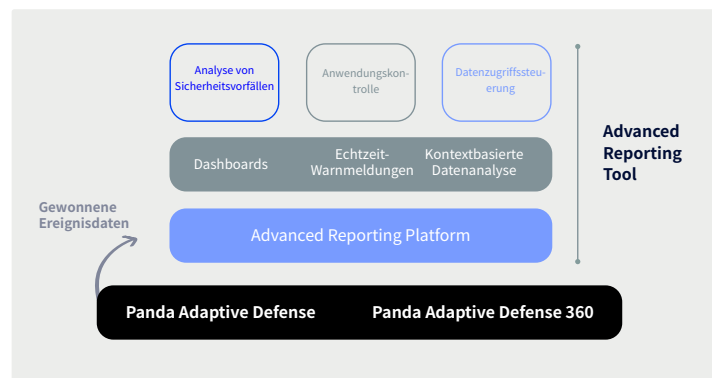 Analyse von
Sicherheitsvorfällen
Anwendungskon-
trolle
Datenzugriffssteu-
erung
Dashboards
Echtzeit-
Warnmeldungen
Kontextbasierte
Datenanalyse
Advanced
Reporting
Tool
Gewonnene
Ereignisdaten
Advanced Reporting Platform
Panda Adaptive Defense
Panda Adaptive Defense 360